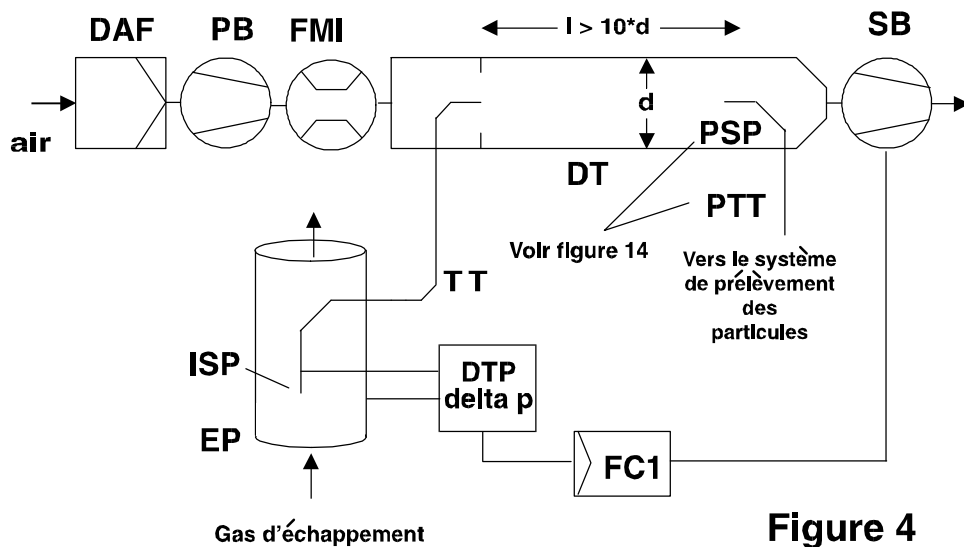 DAF PB FMI l > 10*d SB
air
d
PSP
DT
PTT
Voir figure 14
Vers le système
de prélèvement
des
particules
TT
ISP
DTP
delta p
EP
FC1
Gas d'échappement
Figure 4